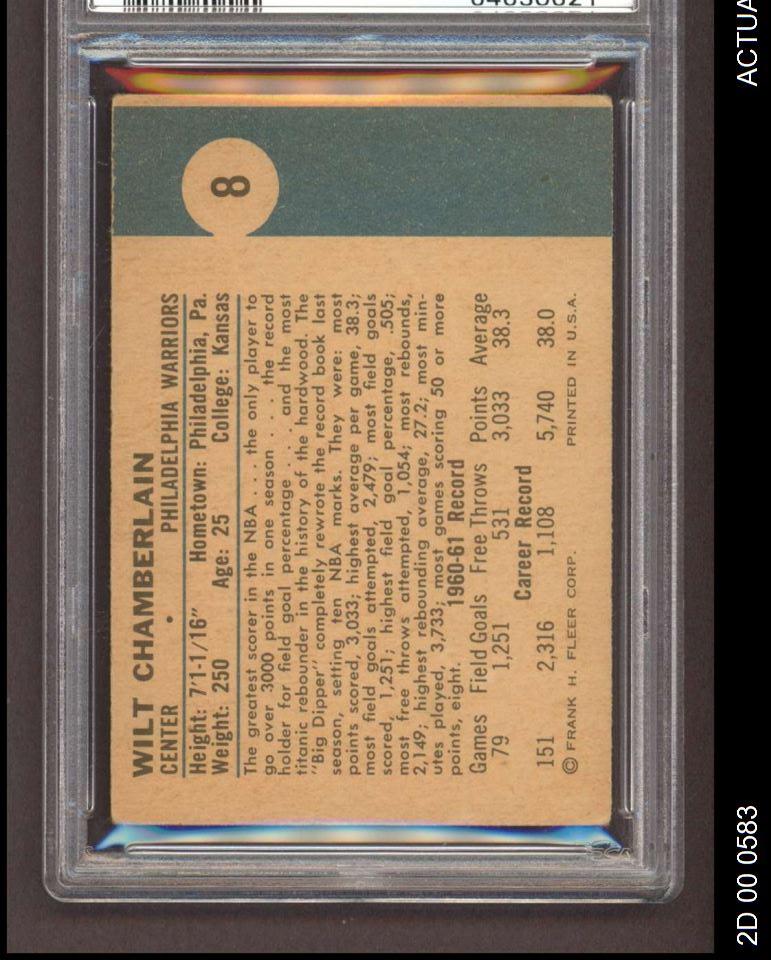 8
WILT CHAMBERLAIN
CENTER • PHILADELPHIA WARRIORS
Height: 7'1-1/16" Hometown: Philadelphia, Pa.
Weight: 250 Age: 25 College: Kansas
The greatest scorer in the NBA . . . the only player to
go over 3000 points in one season . . . the record
holder for field goal percentage . . . and the most
titanic rebounder in the history of the hardwood. The
"Big Dipper" completely rewrote the record book last
season, setting ten NBA marks. They were: most
points scored, 3,033; highest average per game, 38.3;
most field goals attempted, 2,479; most field goals
scored, 1,251; highest field goal percentage, .505;
most free throws attempted, 1,054; most rebounds,
2,149; highest rebounding average, 27.2; most min-
utes played, 3,733; most games scoring 50 or more
points, eight.
1960-61 Record
Games Field Goals Free Throws Points Average
79 1,251 531 3,033 38.3
Career Record
151 2,316 1,108 5,740 38.0
© FRANK H. FLEER CORP. PRINTED IN U.S.A.
2D 00 0583 ACTUA